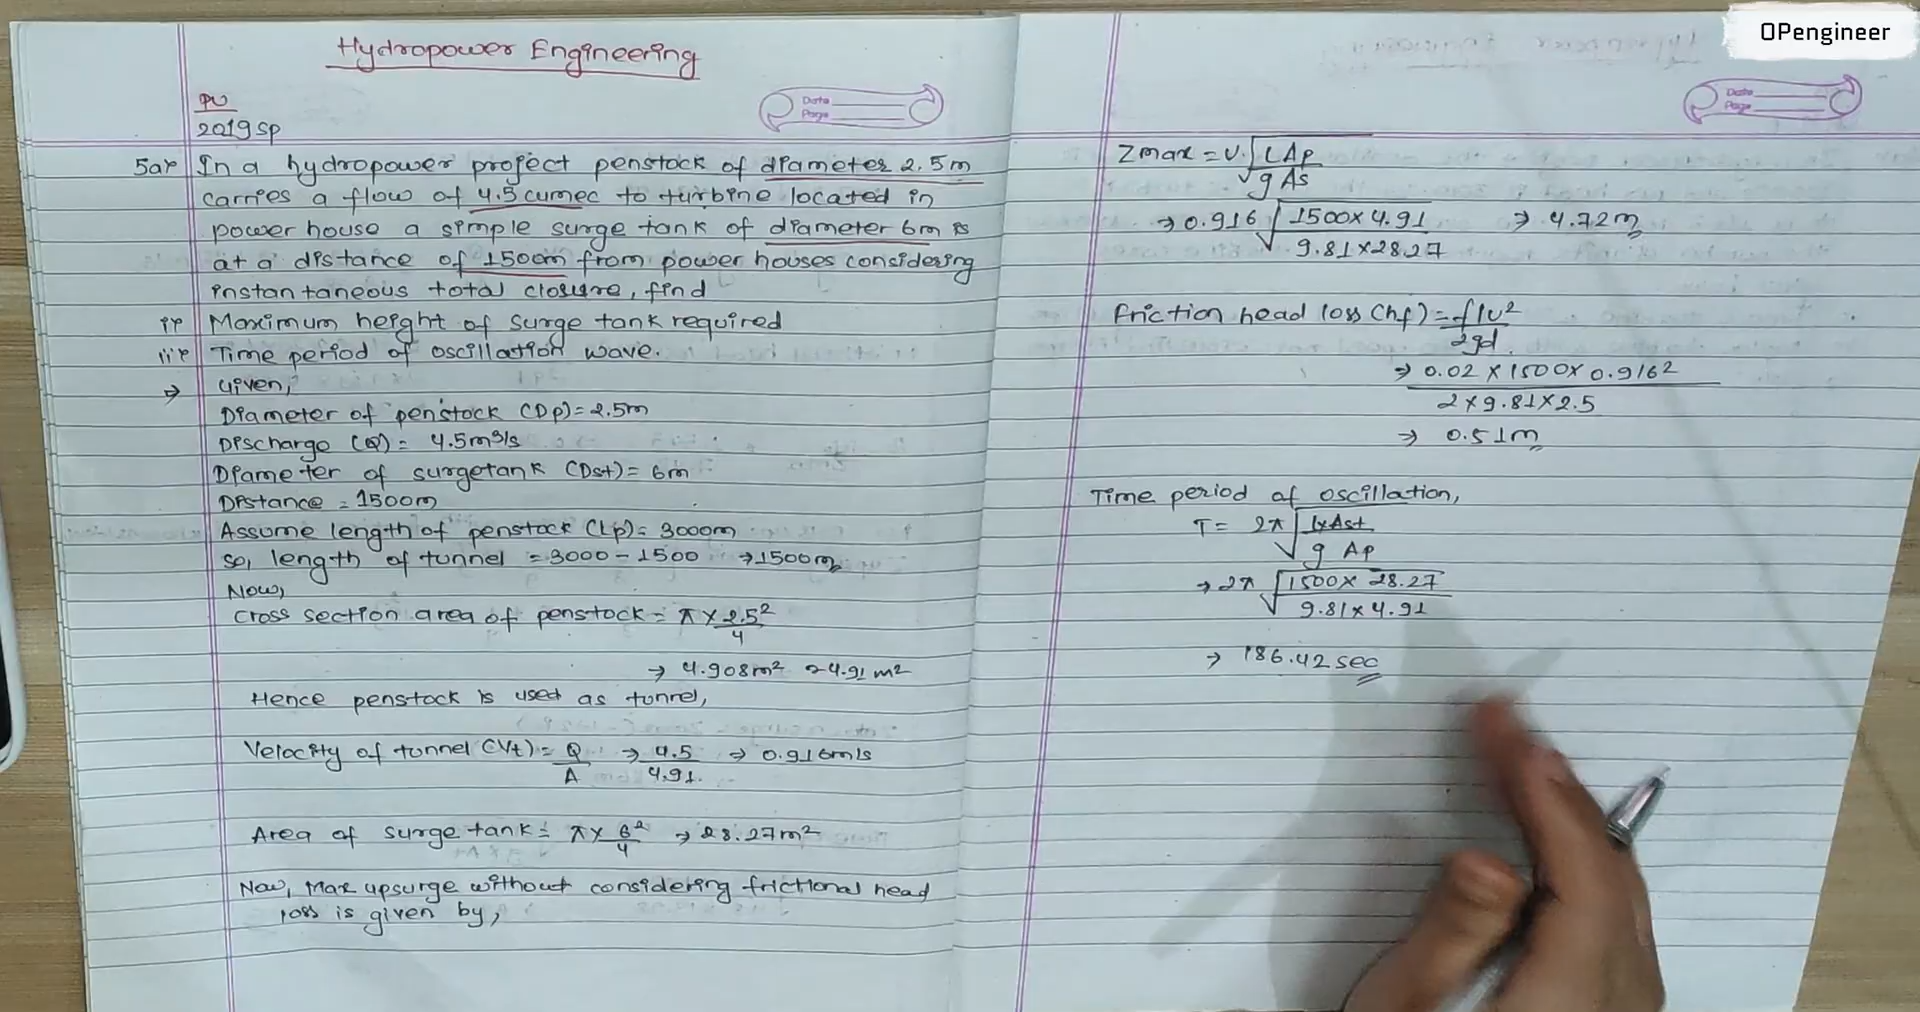 OPengineer
Hydropower Engineering
PU
2019 sp
Date
Page
5a) In a hydropower project penstock of diameter 2.5m
carries a flow of 4.5 cumec to turbine located in
power house a simple surge tank of diameter 6m is
at a distance of 1500m from power houses considering
instantaneous total closure, find
i) Maximum height of surge tank required
ii) Time period of oscillation wave.
→ Given,
Diameter of penstock (Dp) = 2.5m
Discharge (Q) = 4.5m³/s
Diameter of surgetank (Dst) = 6m
Distance = 1500m
Assume length of penstock (Lp) = 3000m
so, length of tunnel = 3000 - 1500 → 1500m
Now,
Cross section area of penstock = π × 2.5²/4
→ 4.908m² ~ 4.91 m²
Hence penstock is used as tunnel,
Velocity of tunnel (Vt) = Q/A → 4.5/4.91. → 0.916m/s
Area of surge tank = π × 6²/4 → 28.27m²
Now, Max upsurge without considering frictional head
loss is given by,
Date
Page
Zmax = V.√(LAp/gAs)
→ 0.916 √(1500×4.91/9.81×28.27) → 4.72m
Friction head loss (hf) = flv²/2gd.
→ 0.02 × 1500 × 0.916²
2×9.81×2.5
→ 0.51m
Time period of oscillation,
T = 2π √(L×Ast/g Ap)
→ 2π √(1500× 28.27/9.81×4.91)
→ 186.42 sec